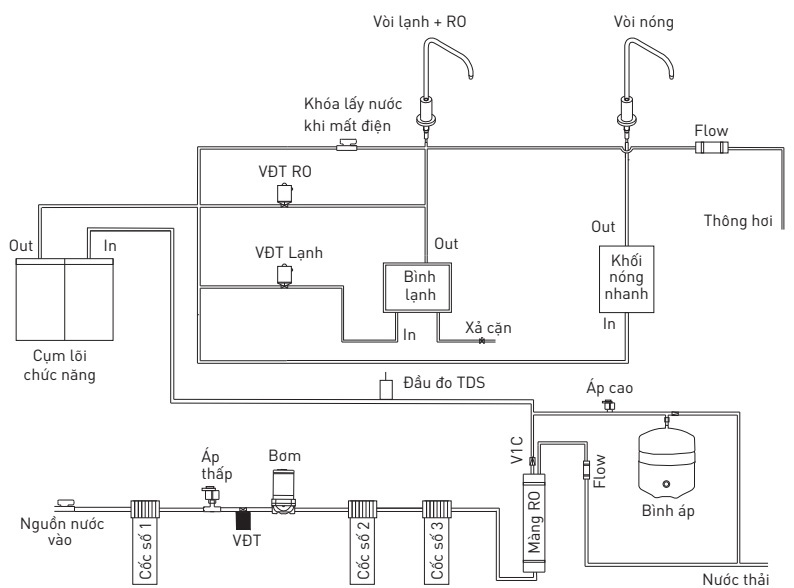 Vòi lạnh + RO
Vòi nóng
Khóa lấy nước
khi mất điện
Flow
VĐT RO
Thông hơi
Out
In
VĐT Lạnh
Out
Bình
lạnh
Out
Khối
nóng
nhanh
In
Xả cặn
In
Cụm lõi
chức năng
Đầu đo TDS
Áp cao
Áp
thấp
Bơm
V1C
Flow
Bình áp
Nguồn nước
vào
Cốc số 1
VĐT
Cốc số 2
Cốc số 3
Màng RO
Nước thải